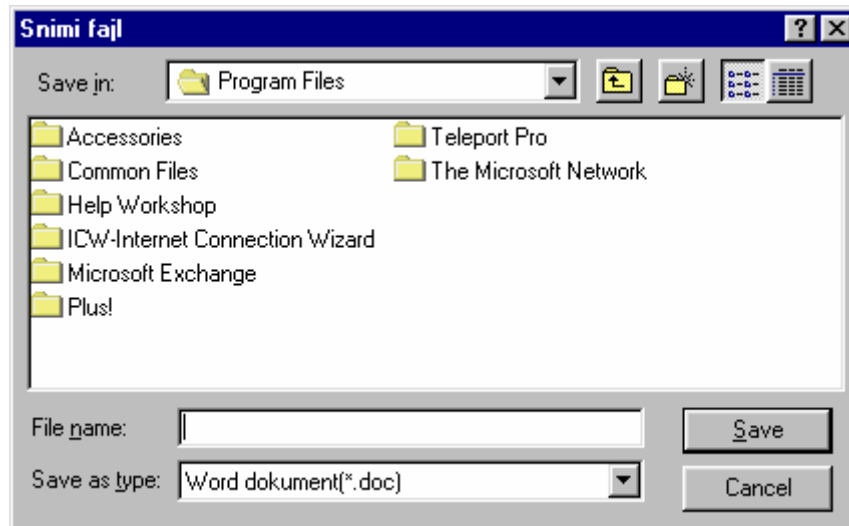 Snimi fajl
Save in: Program Files
Accessories
Common Files
Help Workshop
ICW-Internet Connection Wizard
Microsoft Exchange
Plus!
Teleport Pro
The Microsoft Network
File name: Save
Save as type: Word dokument(*.doc) Cancel